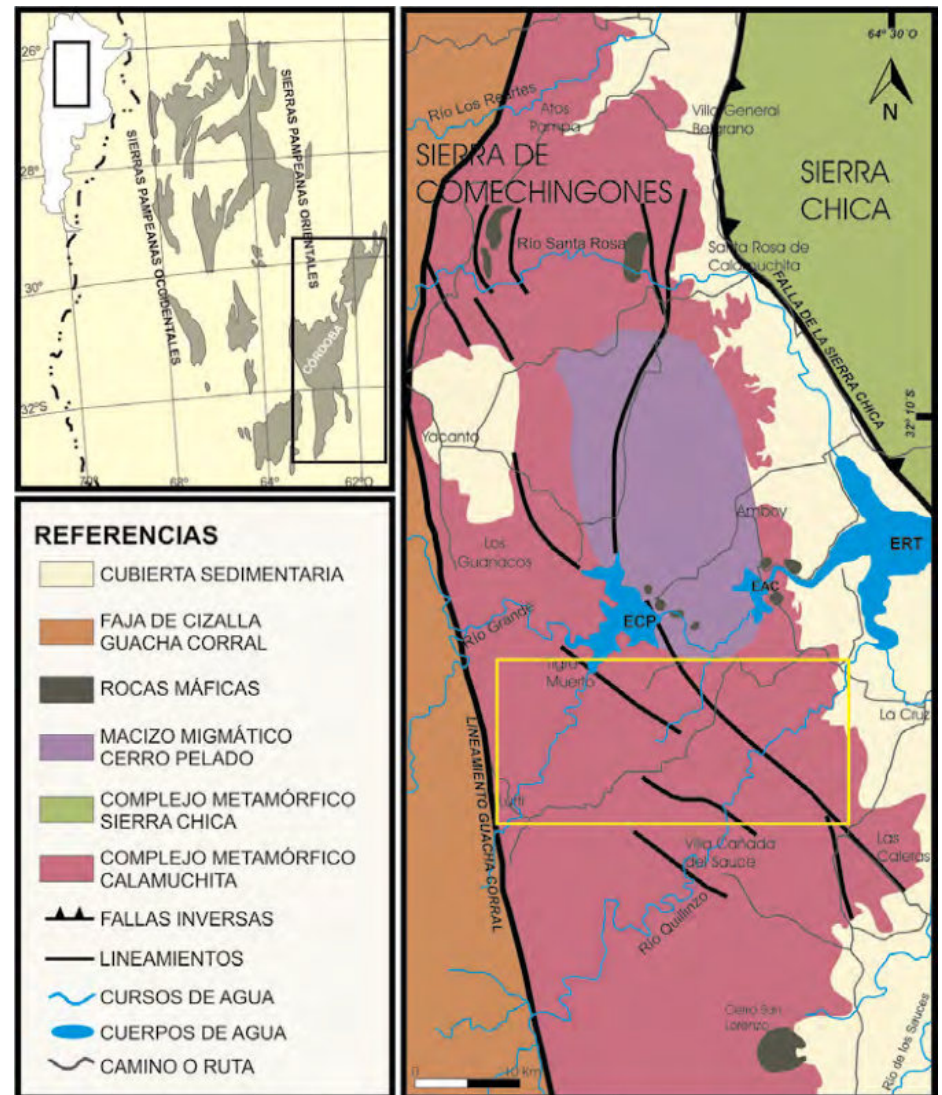 26°
28°
30°
32°S
70°
68°
66°
64°
62°O
SIERRAS PAMPEANAS OCCIDENTALES
SIERRAS PAMPEANAS ORIENTALES
CÓRDOBA
REFERENCIAS
CUBIERTA SEDIMENTARIA
FAJA DE CIZALLA
GUACHA CORRAL
ROCAS MÁFICAS
MACIZO MIGMÁTICO
CERRO PELADO
COMPLEJO METAMÓRFICO
SIERRA CHICA
COMPLEJO METAMÓRFICO
CALAMUCHITA
FALLAS INVERSAS
LINEAMIENTOS
CURSOS DE AGUA
CUERPOS DE AGUA
CAMINO O RUTA
64° 30´O
N
Río Los Reartes
Atos
Pampa
Villa General
Belgrano
SIERRA DE
COMECHINGONES
SIERRA
CHICA
Río Santa Rosa
Santa Rosa de
Calamuchita
FALLA DE LA SIERRA CHICA
32° 10´S
Yacanto
Amboy
Los
Guanacos
ERT
LAC
ECP
Río Grande
Muerto
La Cruz
LINEAMIENTO GUACHA CORRAL
Lutti
Villa Cañada
del Sauce
Las
Caletas
Río Quillinzo
Cerro San
Lorenzo
Río de los Sauces
0
10 Km